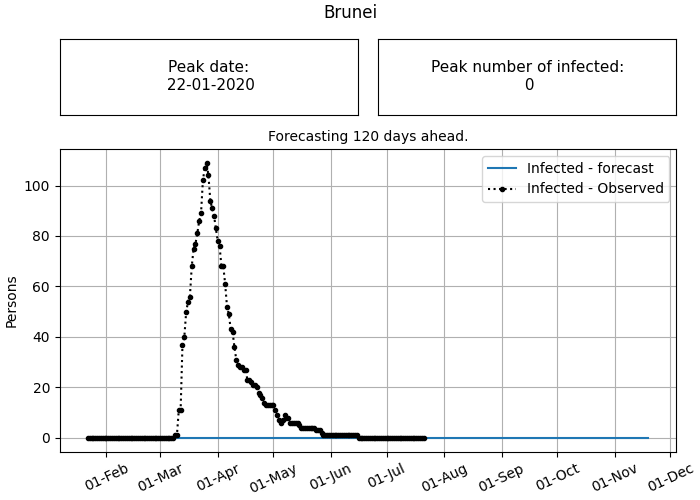 Brunei
Peak date:
22-01-2020
Peak number of infected:
0
Forecasting 120 days ahead.
Infected - forecast
Infected - Observed
Persons
100
80
60
40
20
0
01-Feb
01-Mar
01-Apr
01-May
01-Jun
01-Jul
01-Aug
01-Sep
01-Oct
01-Nov
01-Dec